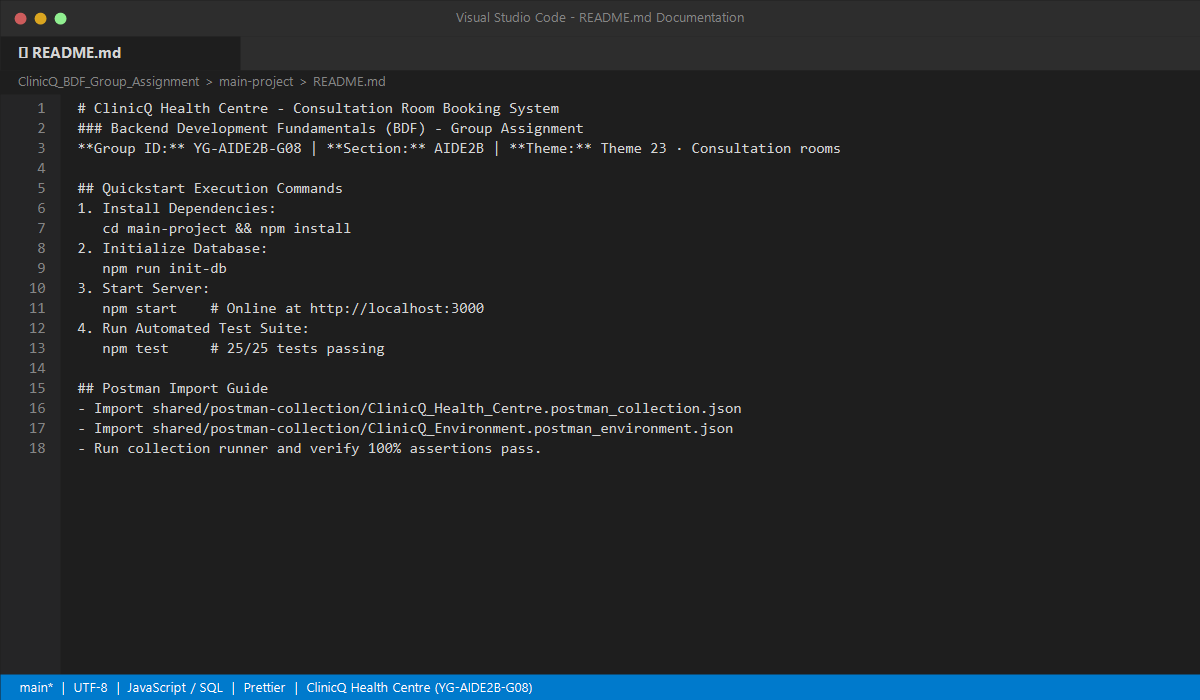 Visual Studio Code - README.md Documentation
README.md
ClinicQ_BDF_Group_Assignment > main-project > README.md
1 # ClinicQ Health Centre - Consultation Room Booking System
2 ### Backend Development Fundamentals (BDF) - Group Assignment
3 **Group ID:** YG-AIDE2B-G08 | **Section:** AIDE2B | **Theme:** Theme 23 · Consultation rooms
4
5 ## Quickstart Execution Commands
6 1. Install Dependencies:
7    cd main-project && npm install
8 2. Initialize Database:
9    npm run init-db
10 3. Start Server:
11    npm start    # Online at http://localhost:3000
12 4. Run Automated Test Suite:
13    npm test     # 25/25 tests passing
14
15 ## Postman Import Guide
16 - Import shared/postman-collection/ClinicQ_Health_Centre.postman_collection.json
17 - Import shared/postman-collection/ClinicQ_Environment.postman_environment.json
18 - Run collection runner and verify 100% assertions pass.
main* | UTF-8 | JavaScript / SQL | Prettier | ClinicQ Health Centre (YG-AIDE2B-G08)